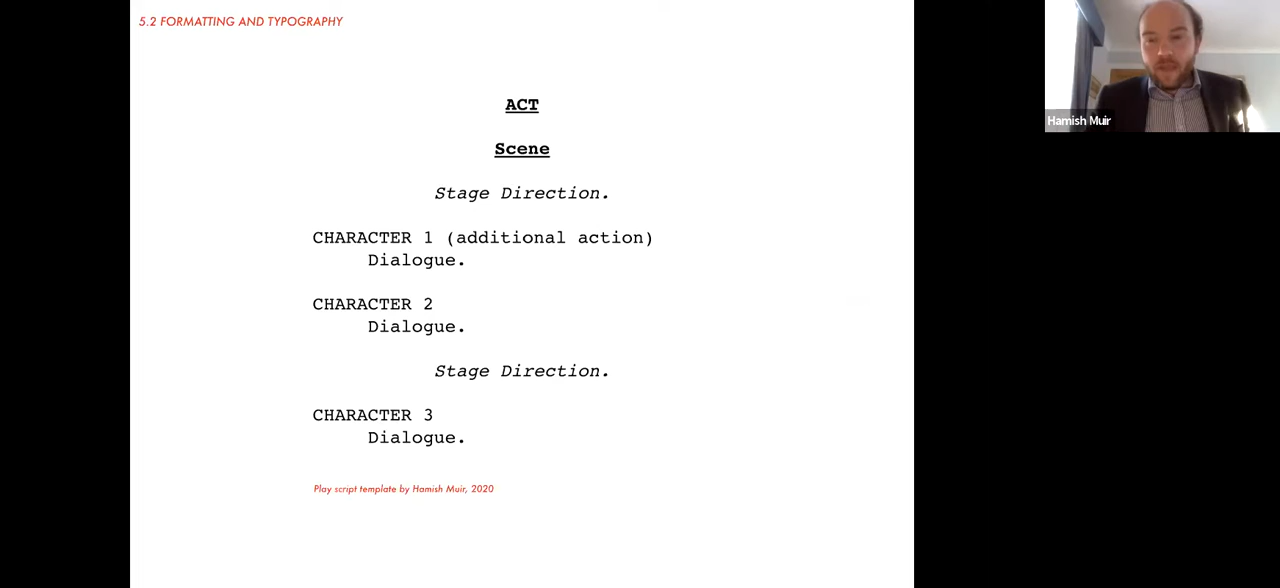 5.2 FORMATTING AND TYPOGRAPHY
ACT
Scene
Stage Direction.
CHARACTER 1 (additional action)
Dialogue.
CHARACTER 2
Dialogue.
Stage Direction.
CHARACTER 3
Dialogue.
Play script template by Hamish Muir, 2020
Hamish Muir